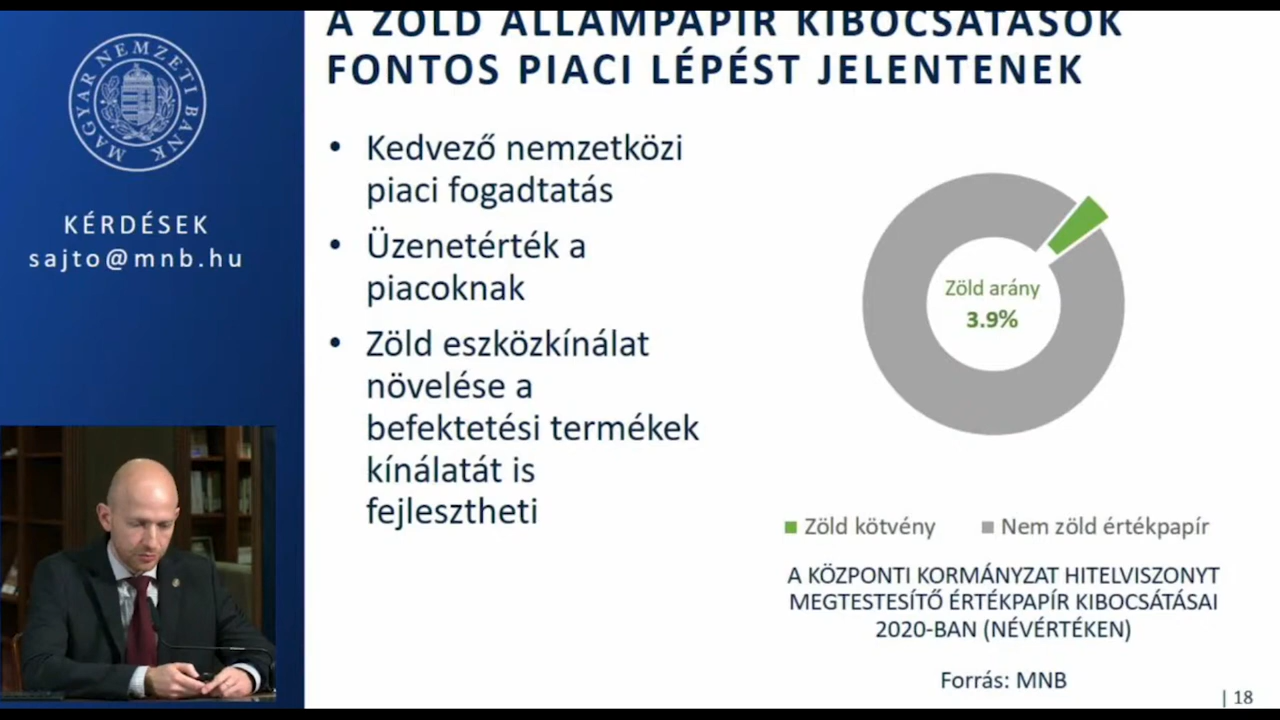 A ZÖLD ÁLLAMPAPÍR KIBOCSÁTÁSOK
FONTOS PIACI LÉPÉST JELENTENEK
MAGYAR NEMZETI BANK
KÉRDÉSEK
sajto@mnb.hu
• Kedvező nemzetközi
piaci fogadtatás
• Üzenetérték a
piacoknak
• Zöld eszközkínálat
növelése a
befektetési termékek
kínálatát is
fejlesztheti
Zöld arány
3.9%
Zöld kötvény
Nem zöld értékpapír
A KÖZPONTI KORMÁNYZAT HITELVISZONYT
MEGTESTESÍTŐ ÉRTÉKPAPÍR KIBOCSÁTÁSAI
2020-BAN (NÉVÉRTÉKEN)
Forrás: MNB
| 18